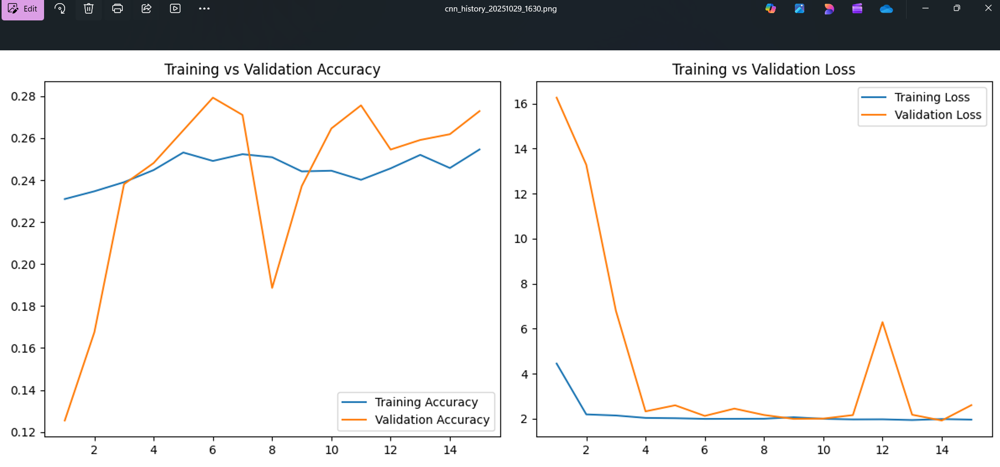 Edit
cnn_history_20251029_1630.png
Training vs Validation Accuracy
0.28
0.26
0.24
0.22
0.20
0.18
0.16
0.14
0.12
2 4 6 8 10 12 14
Training Accuracy
Validation Accuracy
Training vs Validation Loss
16
14
12
10
8
6
4
2
2 4 6 8 10 12 14
Training Loss
Validation Loss